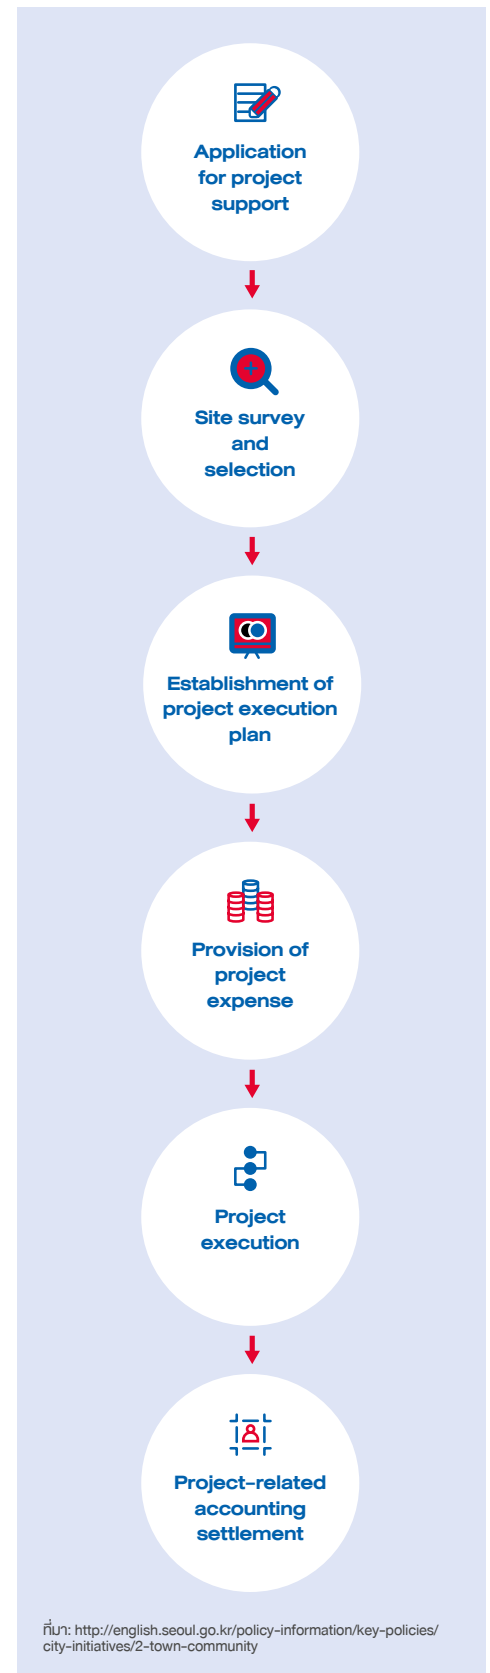 Application
for project
support
Site survey
and
selection
Establishment of
project execution
plan
Provision of
project
expense
Project
execution
Project-related
accounting
settlement
ที่มา: http://english.seoul.go.kr/policy-information/key-policies/
city-initiatives/2-town-community